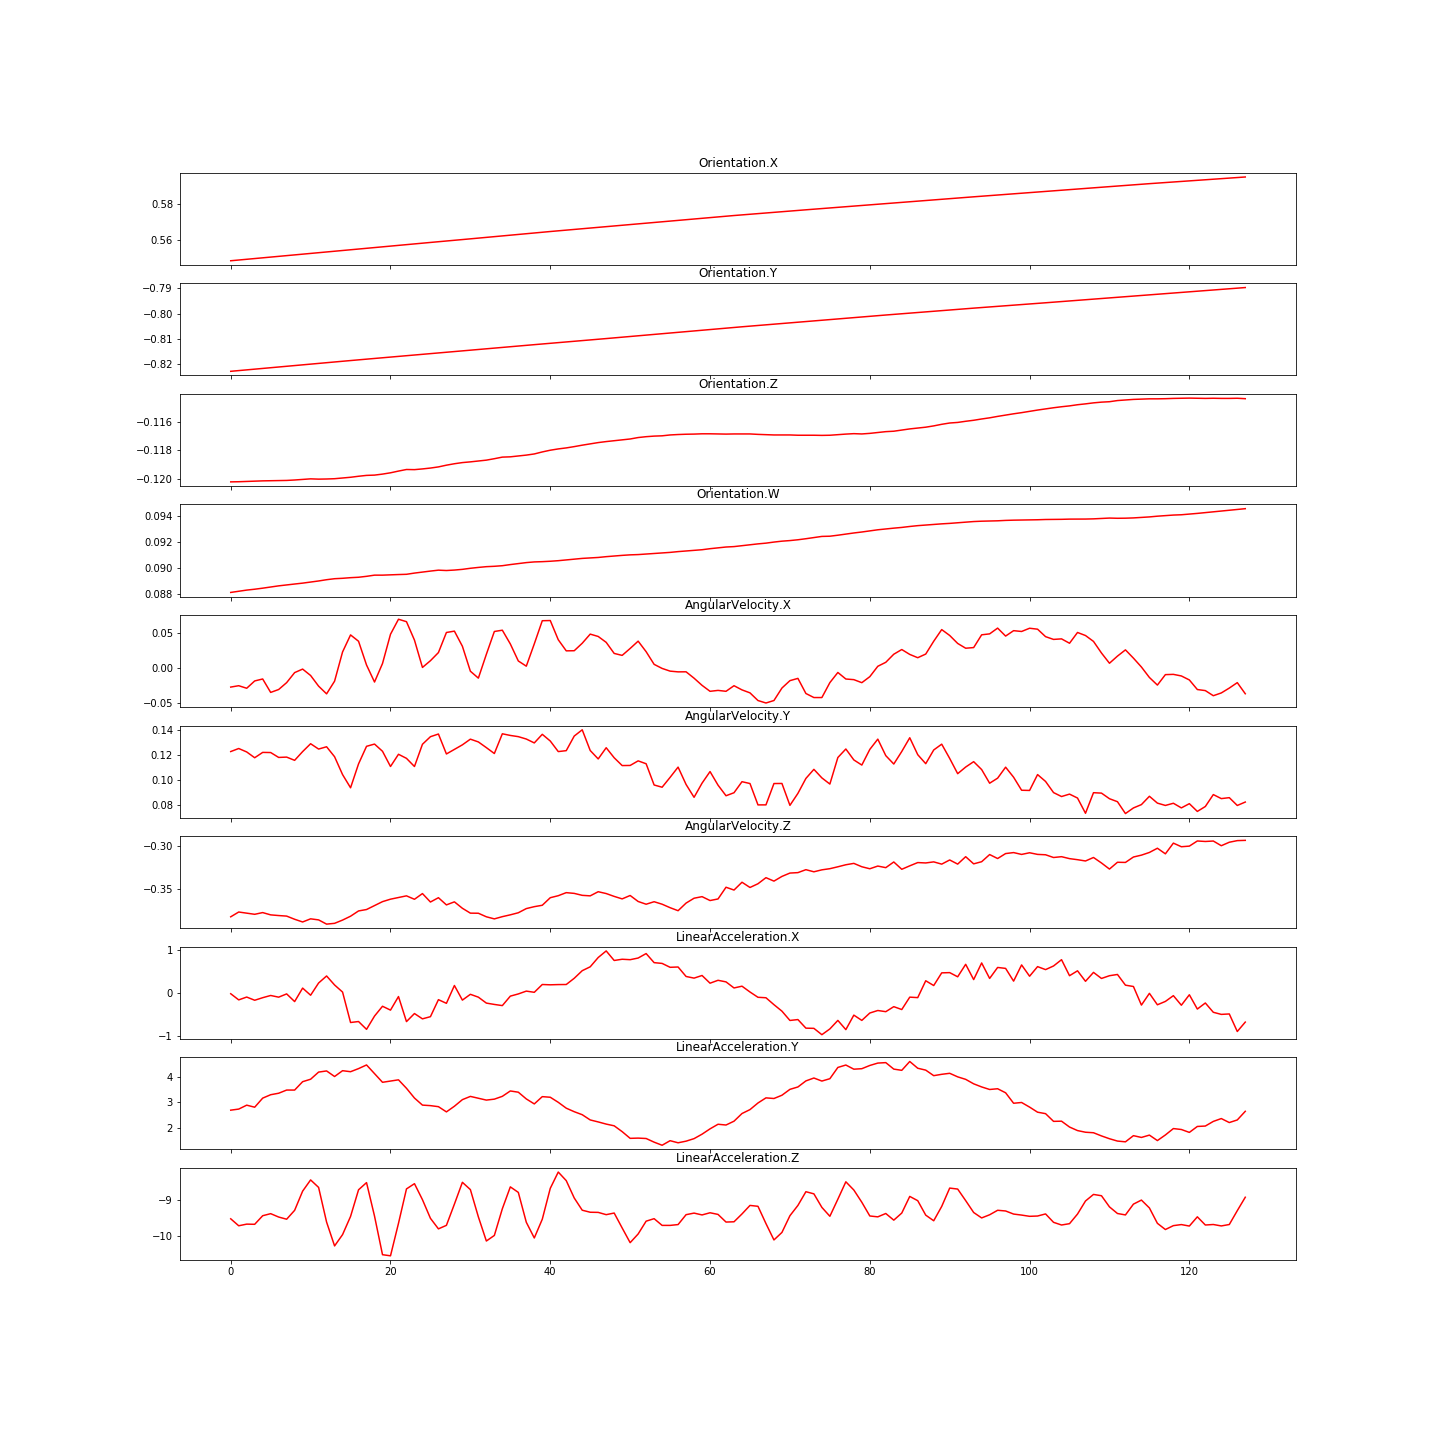 Orientation.X
0.58
0.56
Orientation.Y
−0.79
−0.80
−0.81
−0.82
Orientation.Z
−0.116
−0.118
−0.120
Orientation.W
0.094
0.092
0.090
0.088
AngularVelocity.X
0.05
0.00
−0.05
AngularVelocity.Y
0.14
0.12
0.10
0.08
AngularVelocity.Z
−0.30
−0.35
LinearAcceleration.X
1
0
−1
LinearAcceleration.Y
4
3
2
LinearAcceleration.Z
−9
−10
0 20 40 60 80 100 120